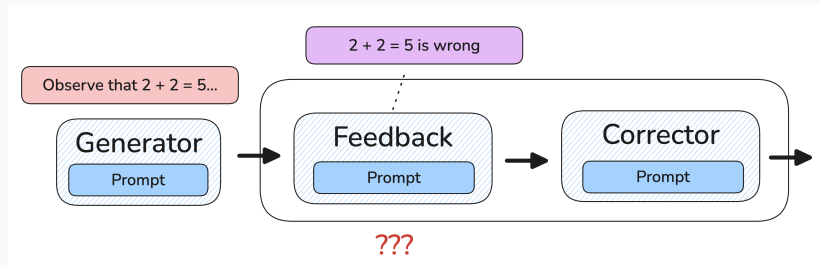 2 + 2 = 5 is wrong
Observe that 2 + 2 = 5...
Generator
Prompt
Feedback
Prompt
Corrector
Prompt
???